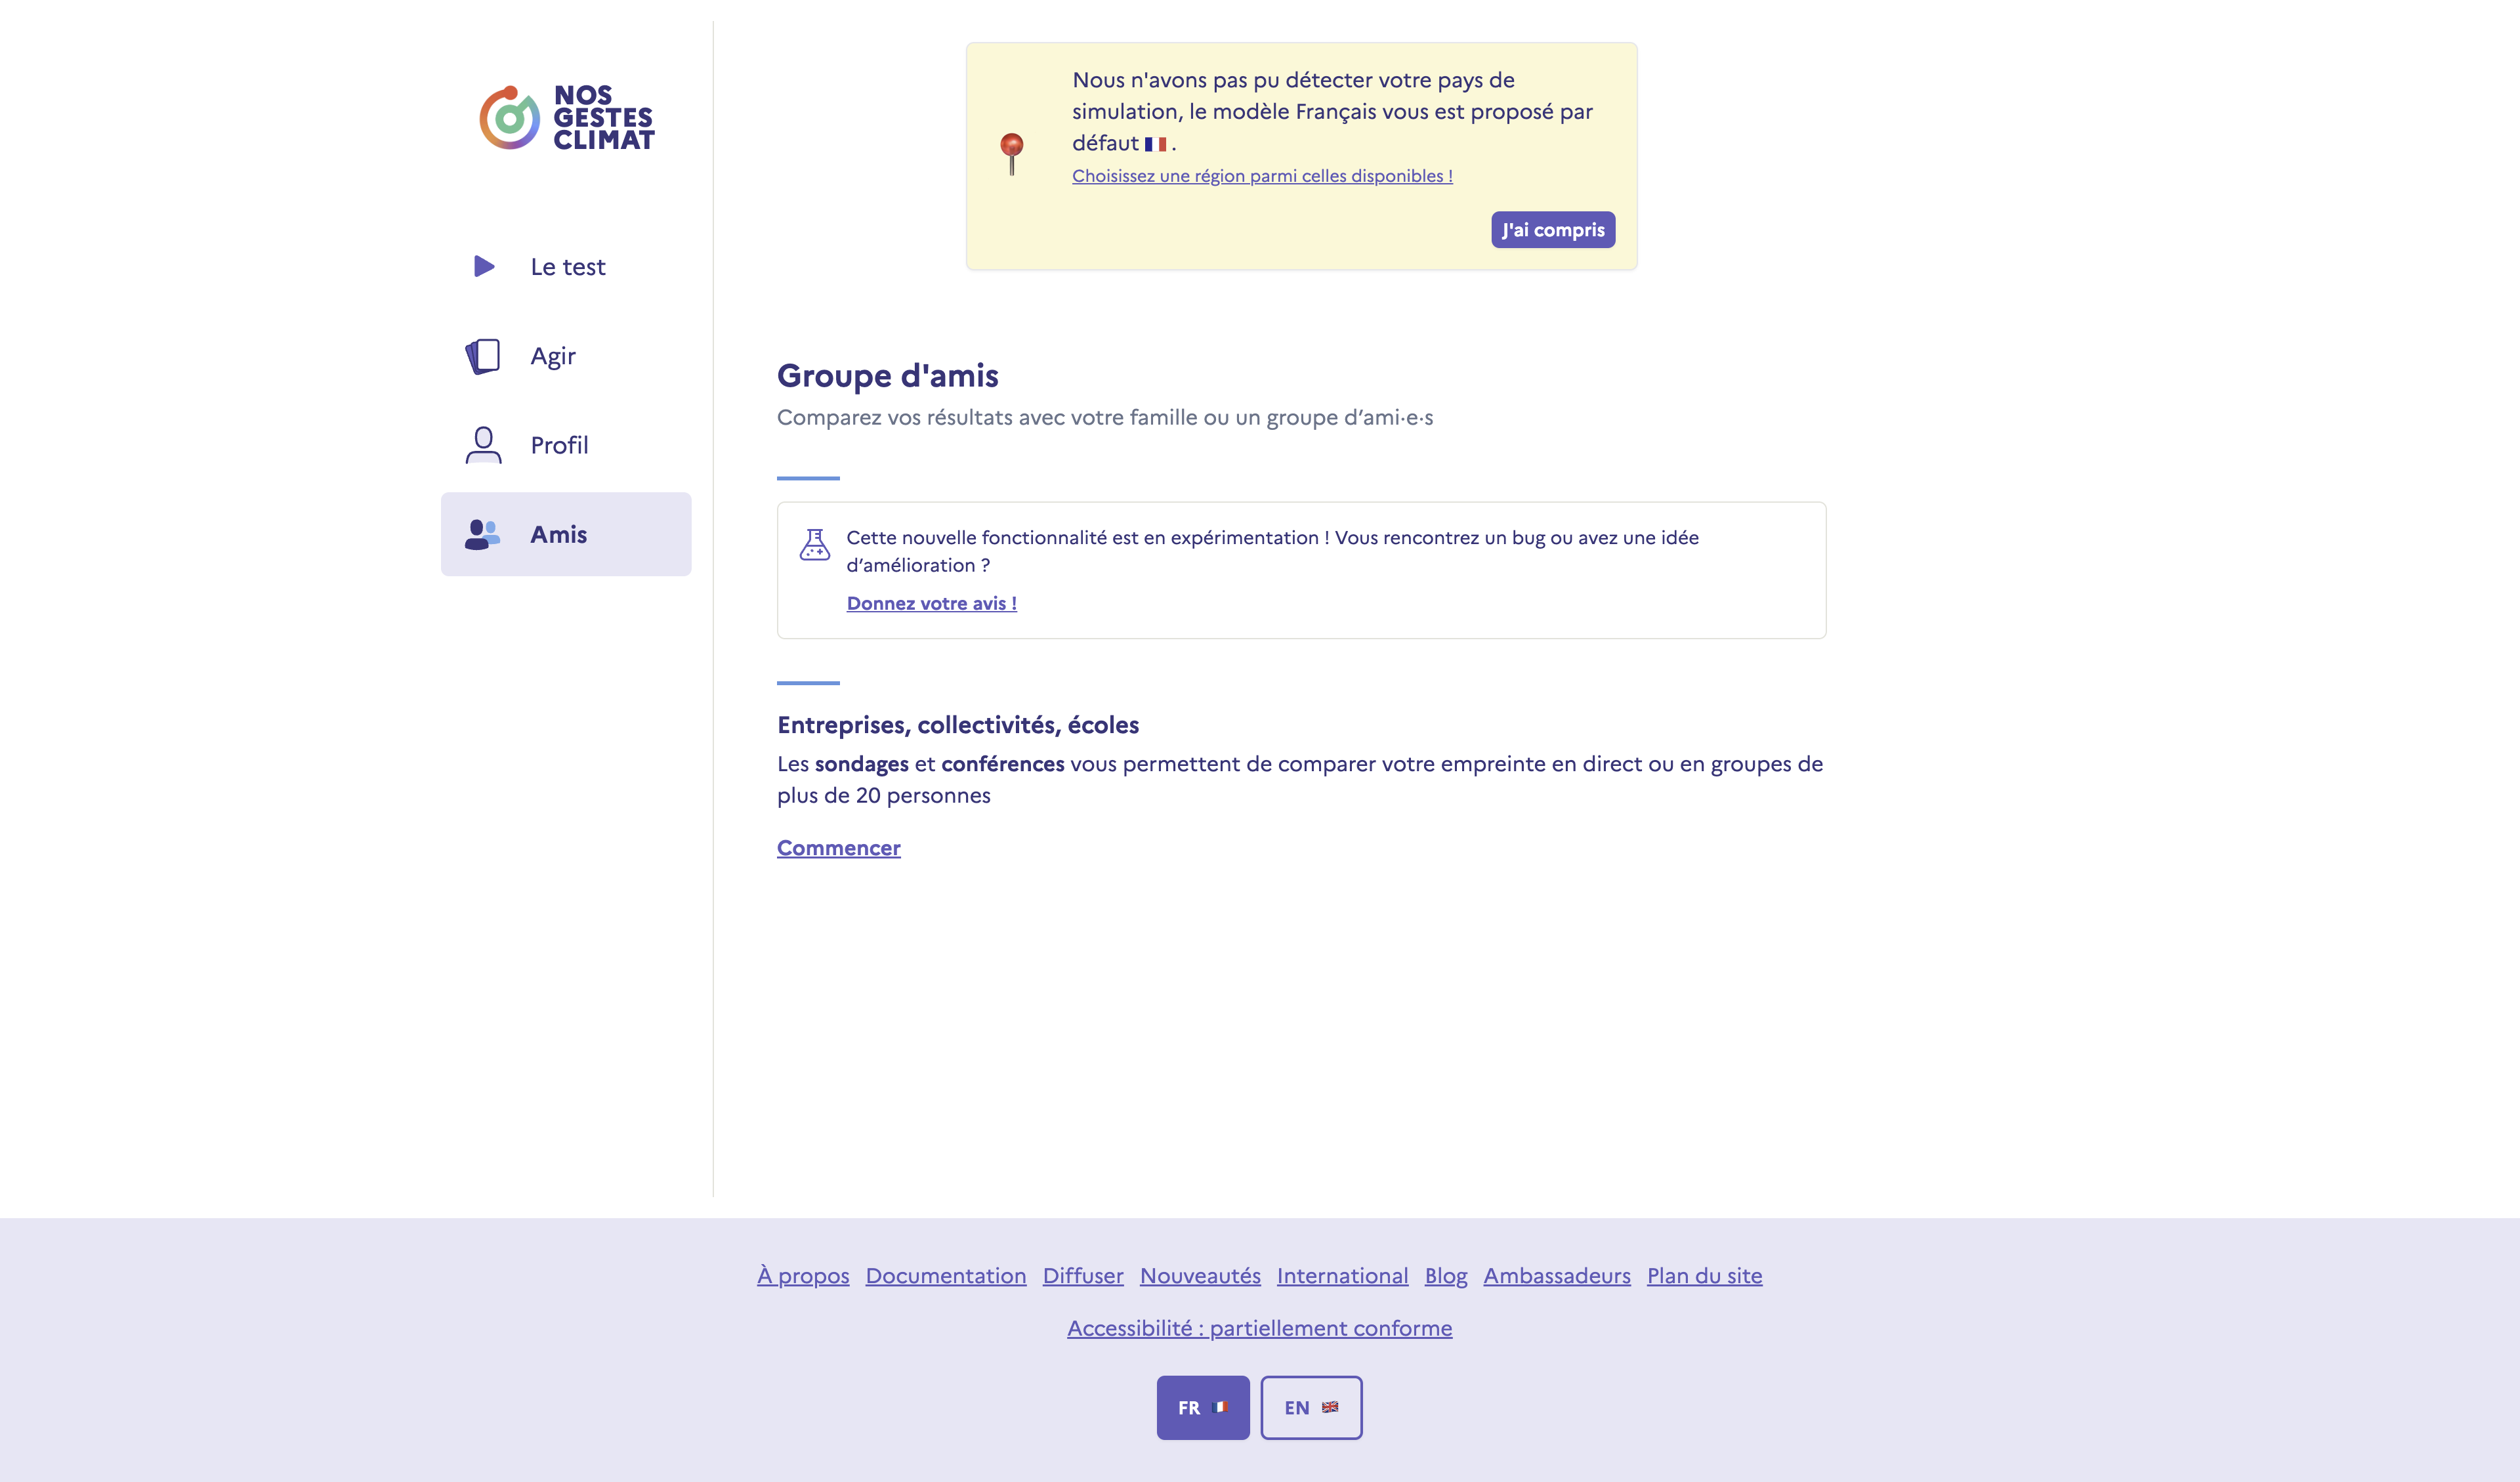 NOS
GESTES
CLIMAT
Le test
Agir
Profil
Amis
Nous n'avons pas pu détecter votre pays de
simulation, le modèle Français vous est proposé par
défaut 🇫🇷 .
Choisissez une région parmi celles disponibles !
J'ai compris
Groupe d'amis
Comparez vos résultats avec votre famille ou un groupe d’ami·e·s
Cette nouvelle fonctionnalité est en expérimentation ! Vous rencontrez un bug ou avez une idée
d’amélioration ?
Donnez votre avis !
Entreprises, collectivités, écoles
Les sondages et conférences vous permettent de comparer votre empreinte en direct ou en groupes de
plus de 20 personnes
Commencer
À propos Documentation Diffuser Nouveautés International Blog Ambassadeurs Plan du site
Accessibilité : partiellement conforme
FR 🇫🇷 EN 🇬🇧